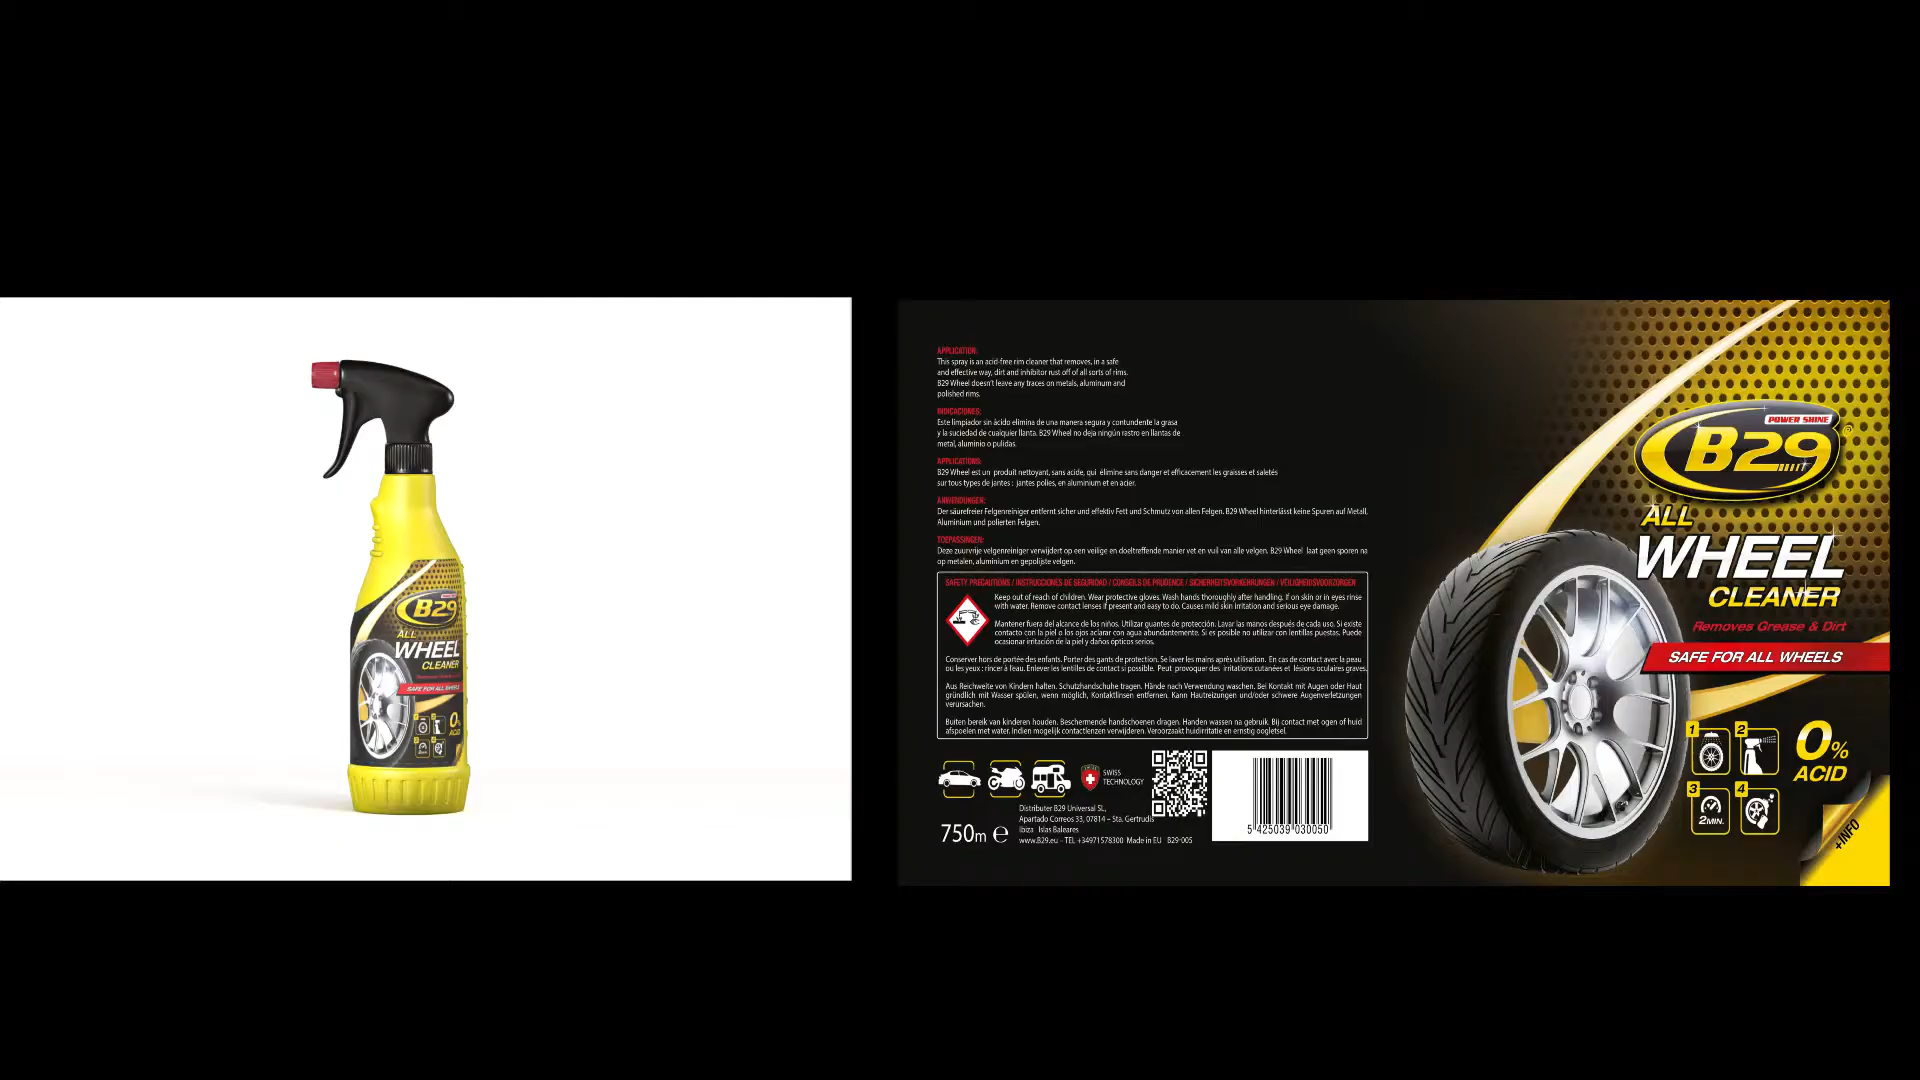 B29
ALL
WHEEL
CLEANER
SAFE FOR ALL WHEELS
0%
ACID
APPLICATION:
This spray is an acid-free rim cleaner that removes, in a safe
and effective way, dirt and inhibitor rust off of all sorts of rims.
B29 Wheel doesn't leave any traces on metals, aluminum and
polished rims.
INDICACIONES:
Este limpiador sin ácido elimina de una manera segura y contundente la grasa
y la suciedad de cualquier llanta. B29 Wheel no deja ningún rastro en llantas de
metal, aluminio o pulidas.
APPLICATIONS:
B29 Wheel est un produit nettoyant, sans acide, qui élimine sans danger et efficacement les graisses et saletés
sur tous types de jantes : jantes polies, en aluminium et en acier.
ANWENDUNGEN:
Der säurefreier Felgenreiniger entfernt sicher und effektiv Fett und Schmutz von allen Felgen. B29 Wheel hinterlässt keine Spuren auf Metall,
Aluminium und polierten Felgen.
TOEPASSINGEN:
Deze zuurvrije velgenreiniger verwijdert op een veilige en doeltreffende manier vet en vuil van alle velgen. B29 Wheel laat geen sporen na
op metalen, aluminium en gepolijste velgen.
SAFETY PRECAUTIONS / INSTRUCCIONES DE SEGURIDAD / CONSEILS DE PRUDENCE / SICHERHEITSVORKEHRUNGEN / VEILIGHEIDSVOORZORGEN
Keep out of reach of children. Wear protective gloves. Wash hands thoroughly after handling. If on skin or in eyes rinse
with water. Remove contact lenses if present and easy to do. Causes mild skin irritation and serious eye damage.
Mantener fuera del alcance de los niños. Utilizar guantes de protección. Lavar las manos después de cada uso. Si existe
contacto con la piel o los ojos aclarar con agua abundantemente. Si es posible no utilizar con lentillas puestas. Puede
ocasionar irritación de la piel y daños ópticos serios.
Conserver hors de portée des enfants. Porter des gants de protection. Se laver les mains après utilisation. En cas de contact avec la peau
ou les yeux : rincer à l'eau. Enlever les lentilles de contact si possible. Peut provoquer des irritations cutanées et lésions oculaires graves.
Aus Reichweite von Kindern halten. Schutzhandschuhe tragen. Hände nach Verwendung waschen. Bei Kontakt mit Augen oder Haut
gründlich mit Wasser spülen, wenn möglich, Kontaktlinsen entfernen. Kann Hautreizungen und/oder schwere Augenverletzungen
verursachen.
Buiten bereik van kinderen houden. Beschermende handschoenen dragen. Handen wassen na gebruik. Bij contact met ogen of huid
afspoelen met water. Indien mogelijk contactlenzen verwijderen. Veroorzaakt huidirritatie en ernstig oogletsel.
SWISS
TECHNOLOGY
750m e
Distributer B29 Universal SL,
Apartado Correos 33, 07814 – Sta. Gertrudis
Ibiza Islas Baleares
www.B29.eu – TEL +34971578300 Made in EU B29-005
5 425039 030050
POWER SHINE
B29
ALL
WHEEL
CLEANER
Removes Grease & Dirt
SAFE FOR ALL WHEELS
1 2
0%
ACID
3 4
2MIN.
+INFO